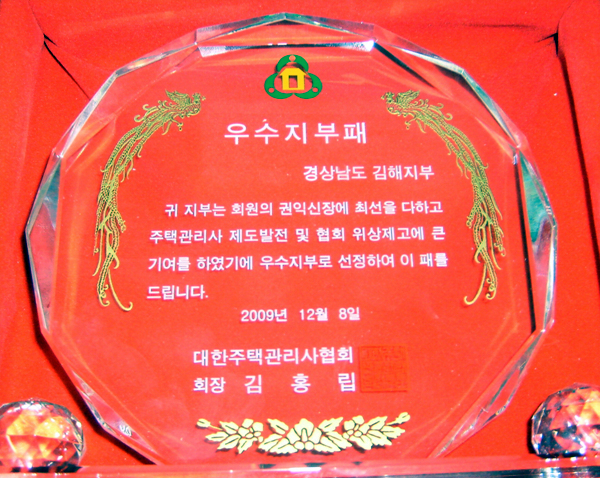 우수지부패
경상남도 김해지부
귀 지부는 회원의 권익신장에 최선을 다하고
주택관리사 제도발전 및 협회 위상제고에 큰
기여를 하였기에 우수지부로 선정하여 이 패를
드립니다.
2009년 12월 8일
대한주택관리사협회
회장 김 홍 립